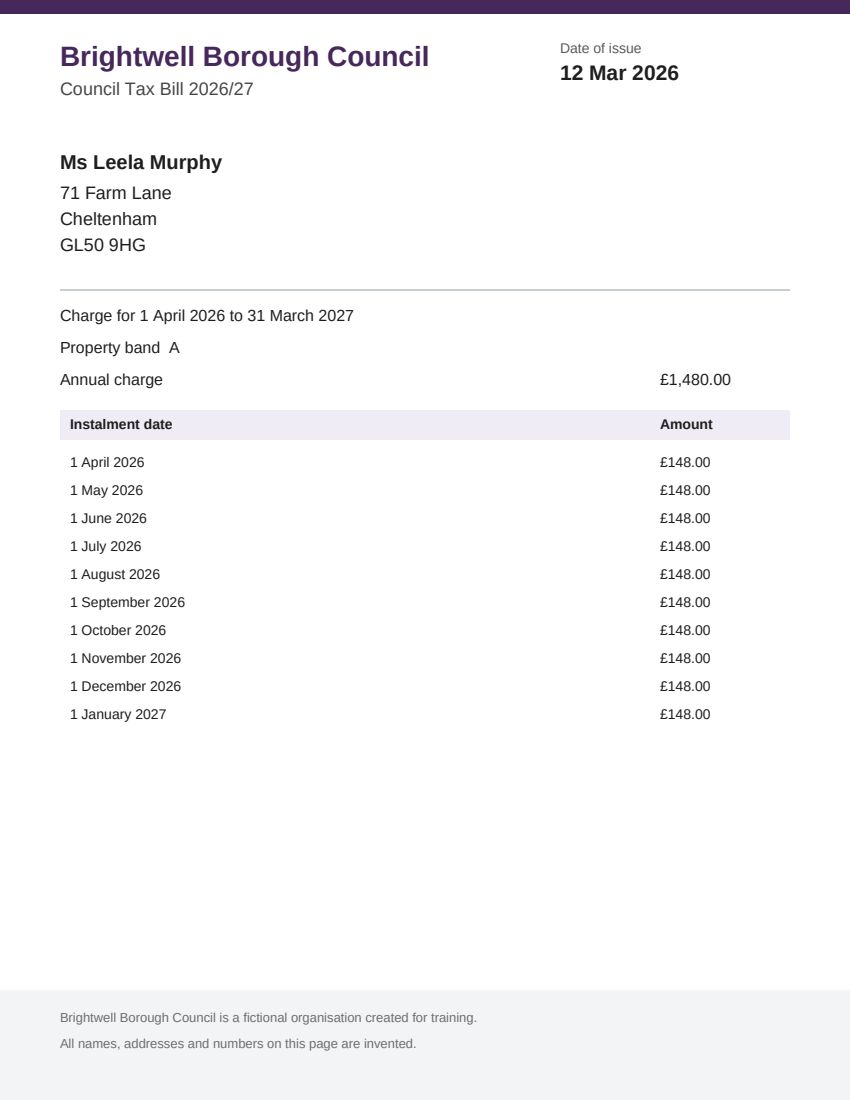 Brightwell Borough Council
Council Tax Bill 2026/27
Date of issue
12 Mar 2026
Ms Leela Murphy
71 Farm Lane
Cheltenham
GL50 9HG
Charge for 1 April 2026 to 31 March 2027
Property band A
Annual charge £1,480.00
Instalment date Amount
1 April 2026 £148.00
1 May 2026 £148.00
1 June 2026 £148.00
1 July 2026 £148.00
1 August 2026 £148.00
1 September 2026 £148.00
1 October 2026 £148.00
1 November 2026 £148.00
1 December 2026 £148.00
1 January 2027 £148.00
Brightwell Borough Council is a fictional organisation created for training.
All names, addresses and numbers on this page are invented.